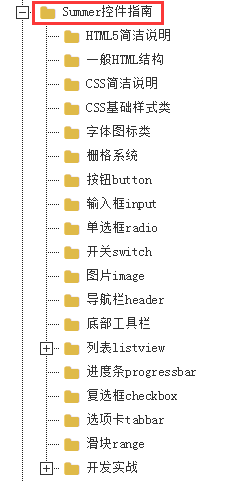 Summer控件指南
HTML5简洁说明
一般HTML结构
CSS简洁说明
CSS基础样式类
字体图标类
栅格系统
按钮button
输入框input
单选框radio
开关switch
图片image
导航栏header
底部工具栏
列表listview
进度条progressbar
复选框checkbox
选项卡tabbar
滑块range
开发实战